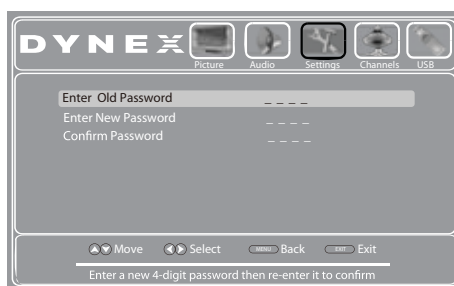 DYNEX
Picture Audio Settings Channels USB
Enter Old Password _ _ _ _
Enter New Password _ _ _ _
Confirm Password _ _ _ _
Move Select MENU Back EXIT Exit
Enter a new 4-digit password then re-enter it to confirm